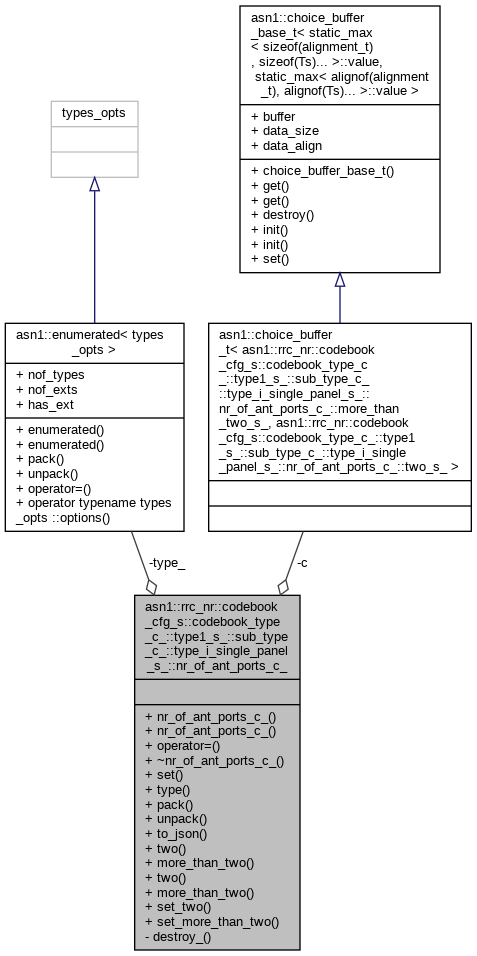 asn1::choice_buffer
_base_t< static_max
< sizeof(alignment_t)
, sizeof(Ts)... >::value,
static_max< alignof(alignment
_t), alignof(Ts)... >::value >
+ buffer
+ data_size
+ data_align
+ choice_buffer_base_t()
+ get()
+ get()
+ destroy()
+ init()
+ init()
+ set()
types_opts
asn1::enumerated< types
_opts >
+ nof_types
+ nof_exts
+ has_ext
+ enumerated()
+ enumerated()
+ pack()
+ unpack()
+ operator=()
+ operator typename types
_opts ::options()
asn1::choice_buffer
_t< asn1::rrc_nr::codebook
_cfg_s::codebook_type_c
_::type1_s_::sub_type_c_
::type_i_single_panel_s_::
nr_of_ant_ports_c_::more_than
_two_s_, asn1::rrc_nr::codebook
_cfg_s::codebook_type_c_::type1
_s_::sub_type_c_::type_i_single
_panel_s_::nr_of_ant_ports_c_::two_s_ >
-type_
-c
asn1::rrc_nr::codebook
_cfg_s::codebook_type
_c_::type1_s_::sub_type
_c_::type_i_single_panel
_s_::nr_of_ant_ports_c_
+ nr_of_ant_ports_c_()
+ nr_of_ant_ports_c_()
+ operator=()
+ ~nr_of_ant_ports_c_()
+ set()
+ type()
+ pack()
+ unpack()
+ to_json()
+ two()
+ more_than_two()
+ two()
+ more_than_two()
+ set_two()
+ set_more_than_two()
- destroy_()